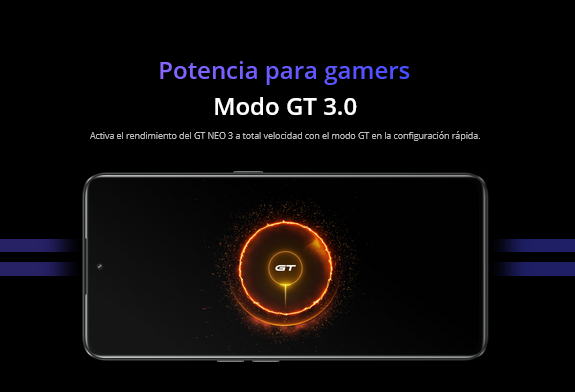 Potencia para gamers
Modo GT 3.0
Activa el rendimiento del GT NEO 3 a total velocidad con el modo GT en la configuración rápida.
GT